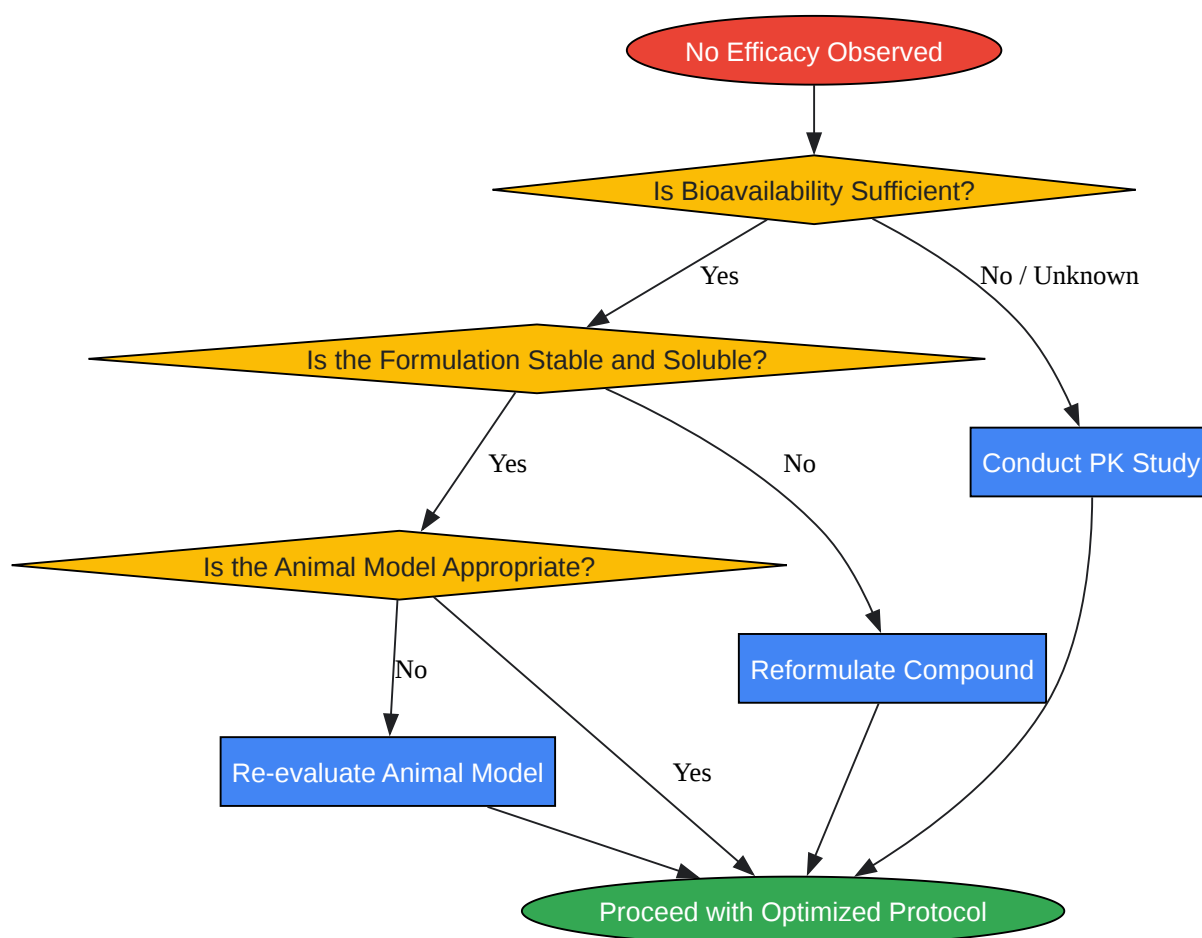 No Efficacy Observed
Is Bioavailability Sufficient?
Yes
No / Unknown
Is the Formulation Stable and Soluble?
Yes
No
Conduct PK Study
Is the Animal Model Appropriate?
No
Reformulate Compound
Re-evaluate Animal Model
Yes
Proceed with Optimized Protocol